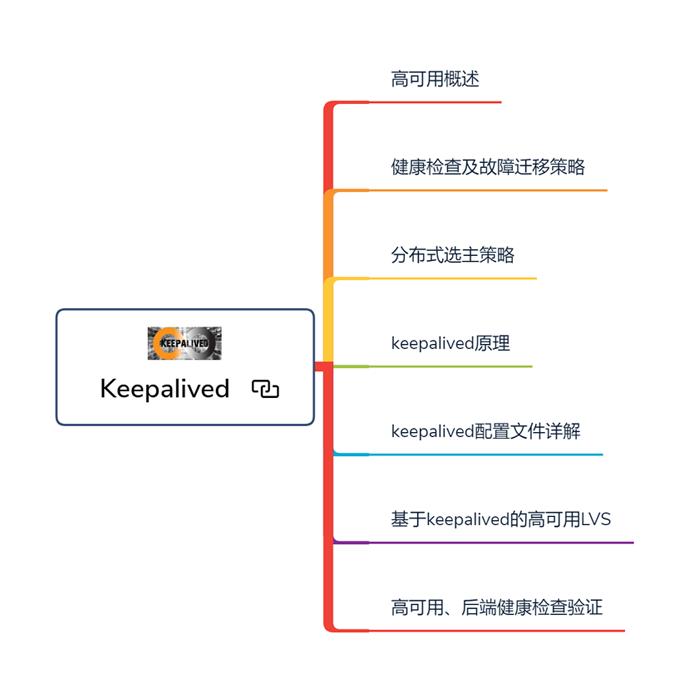 高可用概述
健康检查及故障迁移策略
分布式选主策略
KEEPALIVED
Keepalived
keepalived原理
keepalived配置文件详解
基于keepalived的高可用LVS
高可用、后端健康检查验证